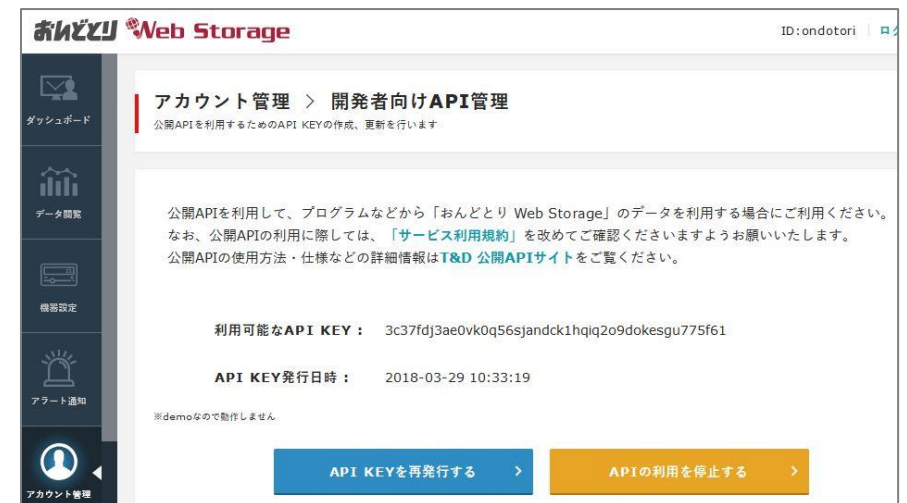 おんどとり Web Storage
ID:ondotori
ダッシュボード
データ閲覧
機器設定
アラート通知
アカウント管理
アカウント管理 > 開発者向けAPI管理
公開APIを利用するためのAPI KEYの作成、更新を行います
公開APIを利用して、プログラムなどから「おんどとり Web Storage」のデータを利用する場合にご利用ください。
なお、公開APIの利用に際しては、「サービス利用規約」を改めてご確認くださいますようお願いいたします。
公開APIの使用方法・仕様などの詳細情報はT&D 公開APIサイトをご覧ください。
利用可能なAPI KEY : 3c37fdj3ae0vk0q56sjandck1hqiq2o9dokesgu775f61
API KEY発行日時 : 2018-03-29 10:33:19
※demoなので動作しません
API KEYを再発行する >
APIの利用を停止する >